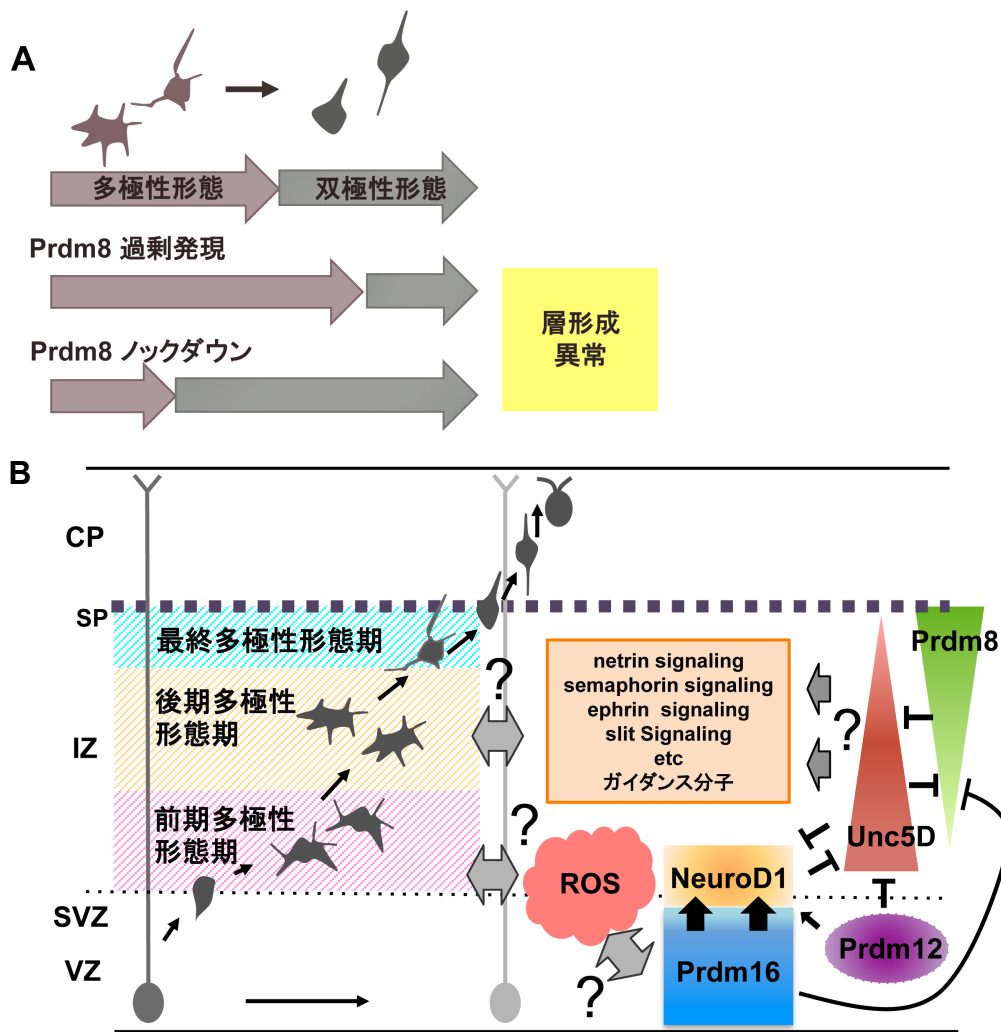 A
多極性形態
双極性形態
Prdm8 過剰発現
Prdm8 ノックダウン
層形成
異常
B
CP
SP
IZ
SVZ
VZ
最終多極性形態期
後期多極性
形態期
前期多極性
形態期
?
?
?
netrin signaling
semaphorin signaling
ephrin signaling
slit Signaling
etc
ガイダンス分子
?
Prdm8
Unc5D
ROS
NeuroD1
Prdm16
Prdm12